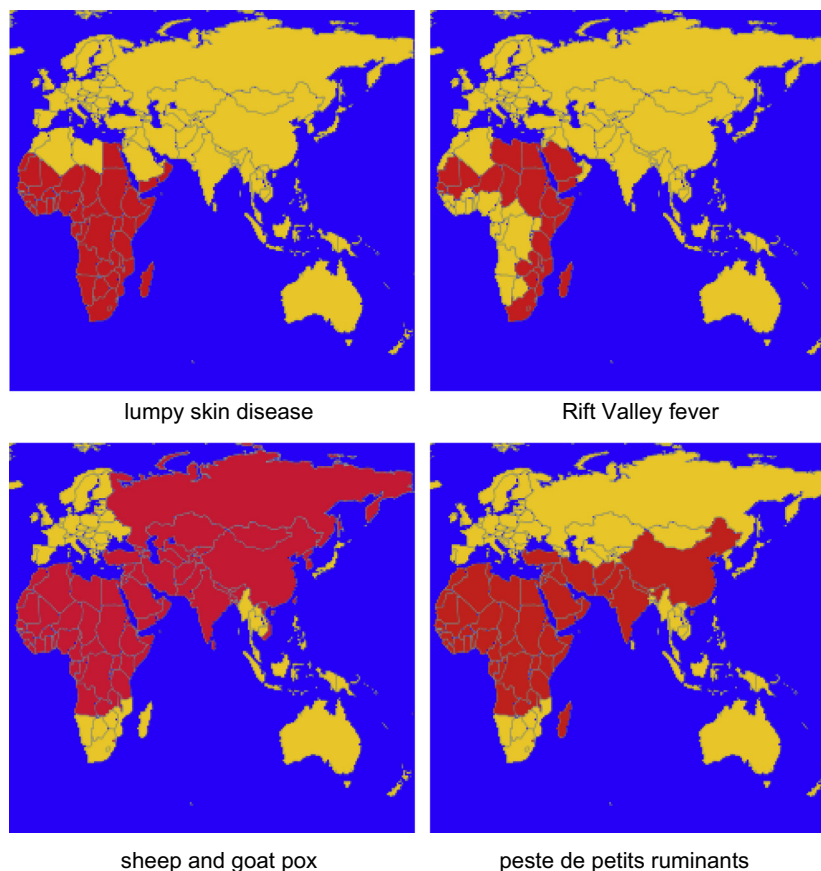 lumpy skin disease
Rift Valley fever
sheep and goat pox
peste de petits ruminants